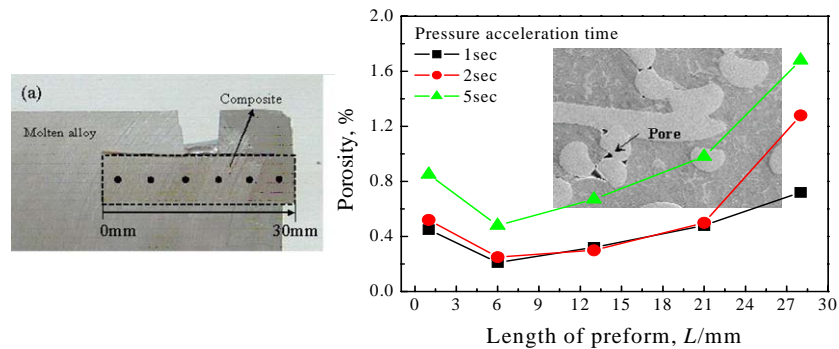 (a)
Composite
Molten alloy
0mm
30mm
Pressure acceleration time
1sec
2sec
5sec
Pore
Porosity, %
2.0
1.6
1.2
0.8
0.4
0.0
0 3 6 9 12 15 18 21 24 27 30
Length of preform, L/mm